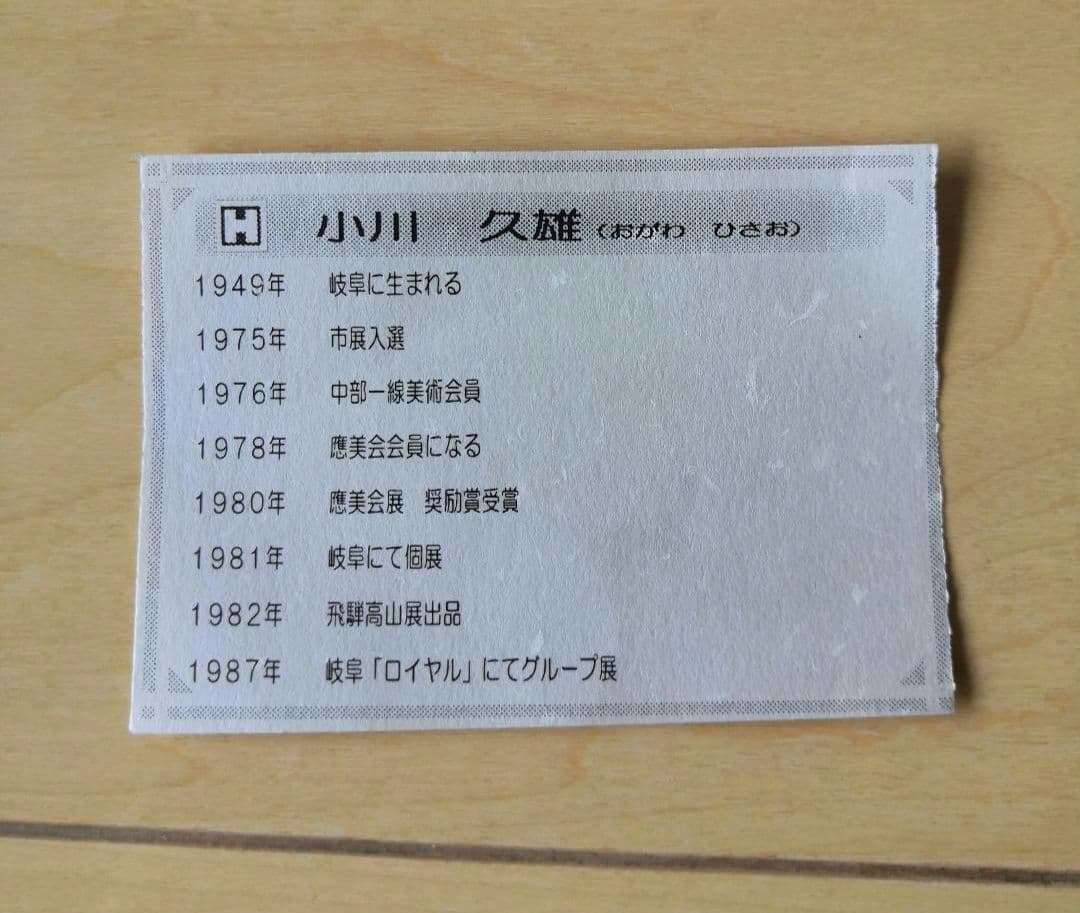 小川　久雄（おがわ　ひさお）
1949年　岐阜に生まれる
1975年　市展入選
1976年　中部一線美術会員
1978年　應美会会員になる
1980年　應美会展　奨励賞受賞
1981年　岐阜にて個展
1982年　飛騨高山展出品
1987年　岐阜「ロイヤル」にてグループ展